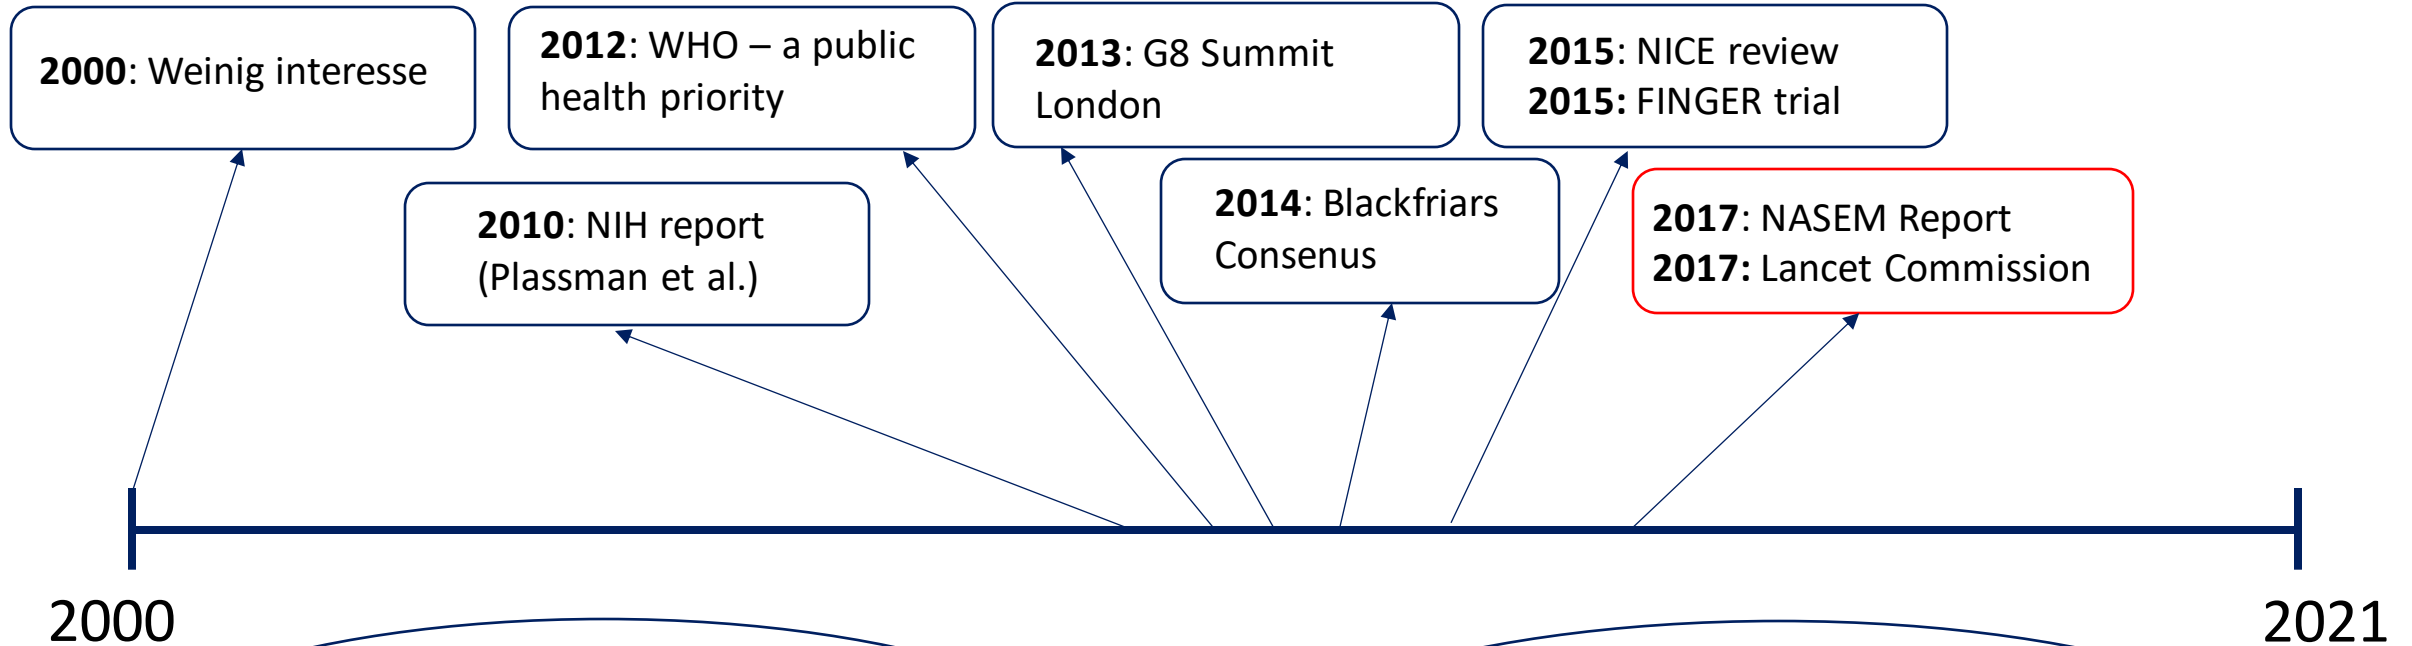 2000: Weinig interesse
2012: WHO – a public
health priority
2013: G8 Summit
London
2015: NICE review
2015: FINGER trial
2010: NIH report
(Plassman et al.)
2014: Blackfriars
Consenus
2017: NASEM Report
2017: Lancet Commission
2000
2021